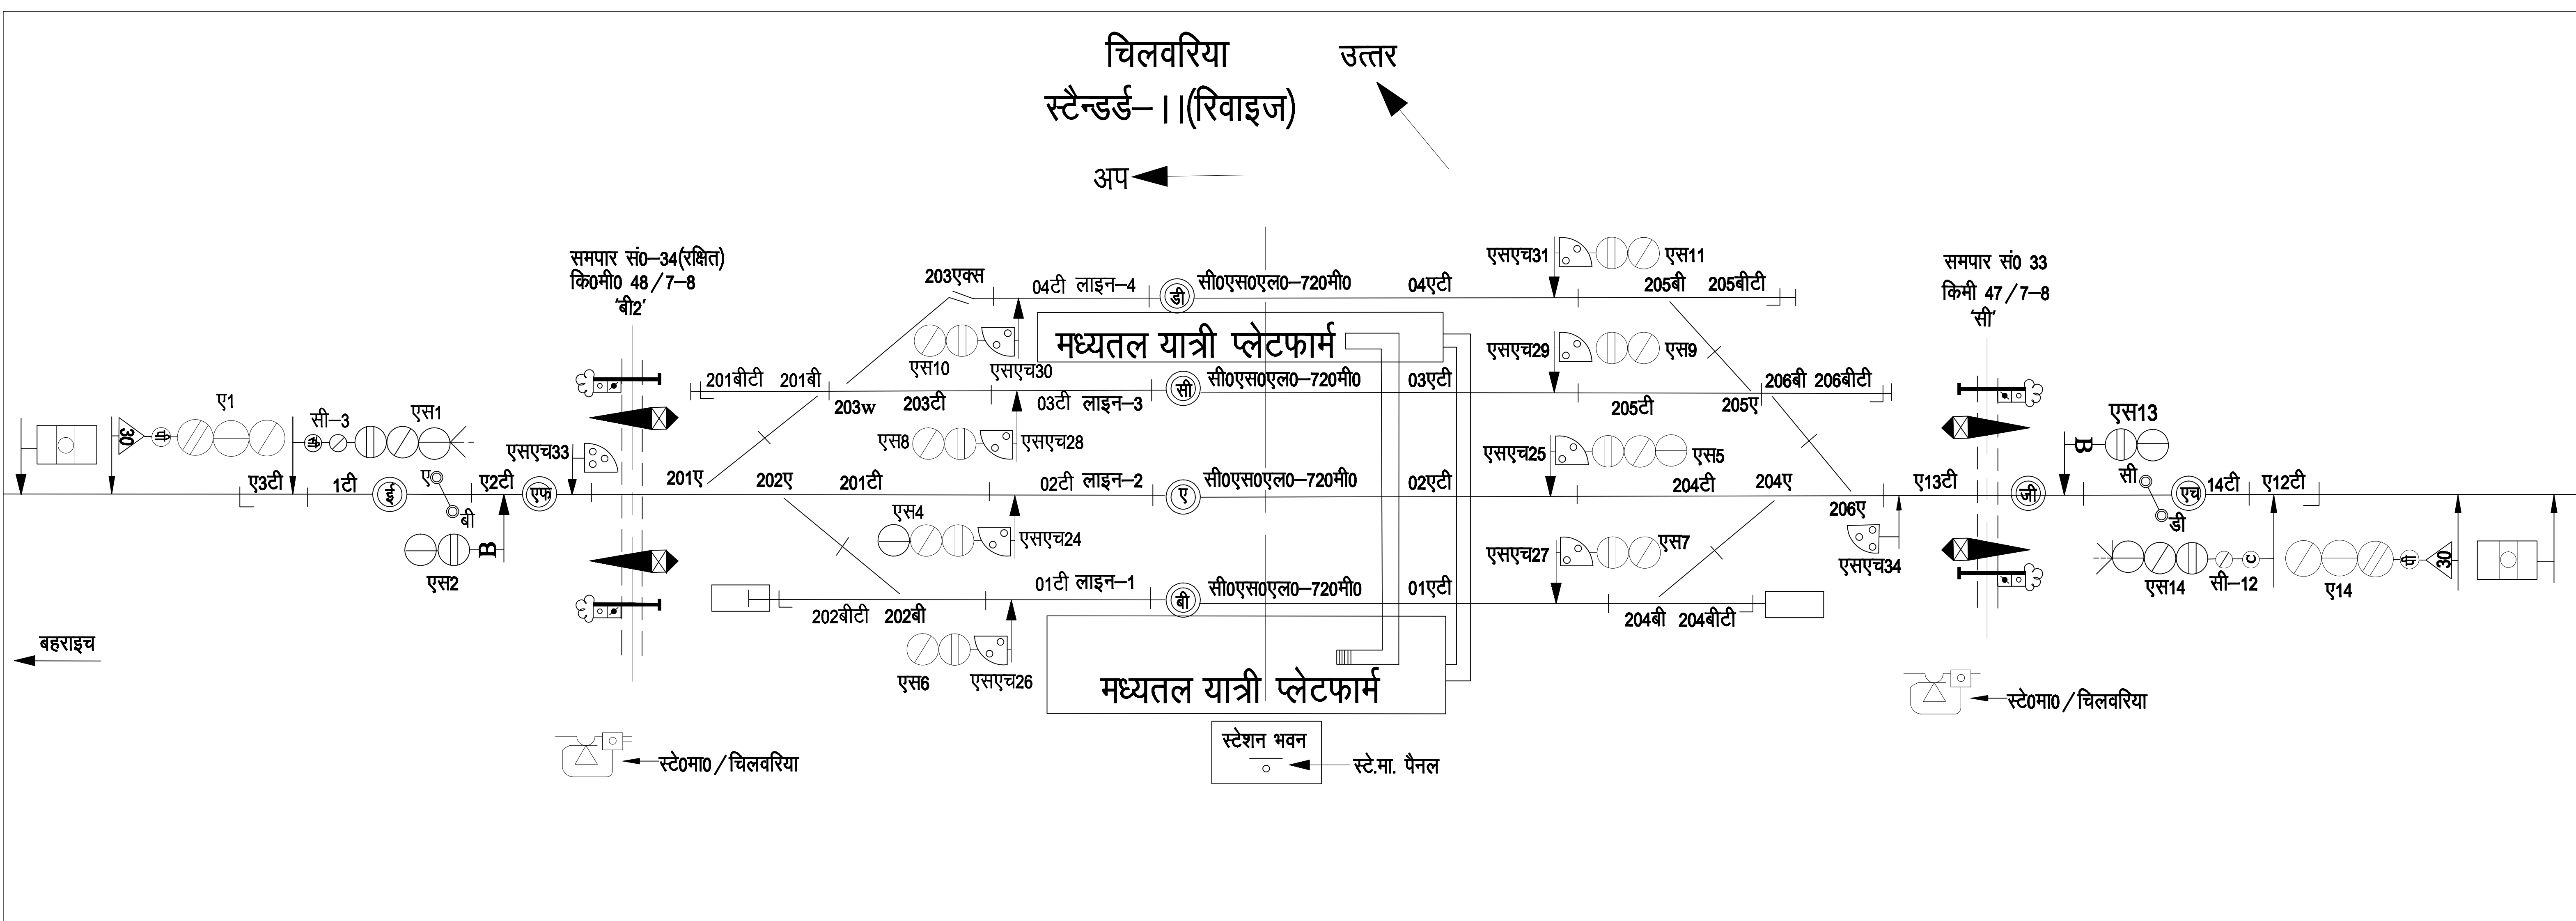 चिलवरिया
उत्तर
स्टैन्डर्ड–II(रिवाइज)
अप
समपार सं0–34(रक्षित)
कि0मी0 48/7–8
'बी2'
समपार सं0 33
किमी 47/7–8
'सी'
203एक्स
04टी लाइन–4
डी
सी0एस0एल0–720मी0
04एटी
एसएच31
एस11
205बी
205बीटी
मध्यतल यात्री प्लेटफार्म
एस10
एसएच30
एसएच29
एस9
201बीटी
201बी
203w
203टी
03टी लाइन–3
सी
सी0एस0एल0–720मी0
03एटी
205टी
205ए
206बी
206बीटी
ए1
30
पी
सी–3
एस1
एसएच33
एस8
एसएच28
एसएच25
एस5
एस13
B
ए3टी
1टी
ई
ए
बी
ए2टी
एफ
201ए
202ए
201टी
02टी लाइन–2
ए
सी0एस0एल0–720मी0
02एटी
204टी
204ए
206ए
ए13टी
जी
सी
डी
एच
14टी
ए12टी
B
एस2
एस4
एसएच24
एसएच27
एस7
एसएच34
एस14
C
सी–12
ए14
पी
30
202बीटी
202बी
01टी लाइन–1
बी
सी0एस0एल0–720मी0
01एटी
204बी
204बीटी
एस6
एसएच26
बहराइच
मध्यतल यात्री प्लेटफार्म
स्टे0मा0/चिलवरिया
स्टेशन भवन
स्टे.मा. पैनल
स्टे0मा0/चिलवरिया